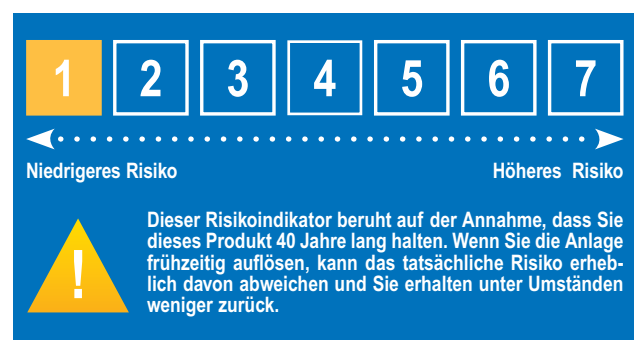 1 2 3 4 5 6 7
Niedrigeres Risiko Höheres Risiko
!
Dieser Risikoindikator beruht auf der Annahme, dass Sie
dieses Produkt 40 Jahre lang halten. Wenn Sie die Anlage
frühzeitig auflösen, kann das tatsächliche Risiko erheb-
lich davon abweichen und Sie erhalten unter Umständen
weniger zurück.